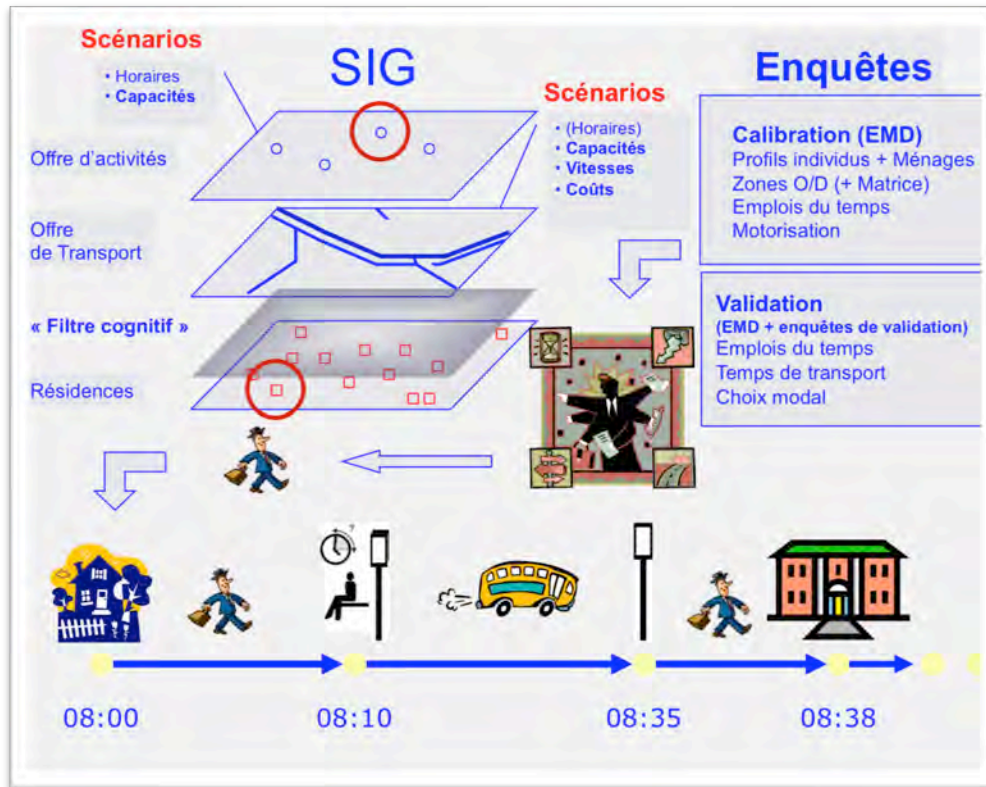 Scénarios
• Horaires
• Capacités
SIG
Offre d'activités
Offre
de Transport
« Filtre cognitif »
Résidences
Scénarios
• (Horaires)
• Capacités
• Vitesses
• Coûts
Enquêtes
Calibration (EMD)
Profils individus + Ménages
Zones O/D (+ Matrice)
Emplois du temps
Motorisation
Validation
(EMD + enquêtes de validation)
Emplois du temps
Temps de transport
Choix modal
?
08:00
08:10
08:35
08:38